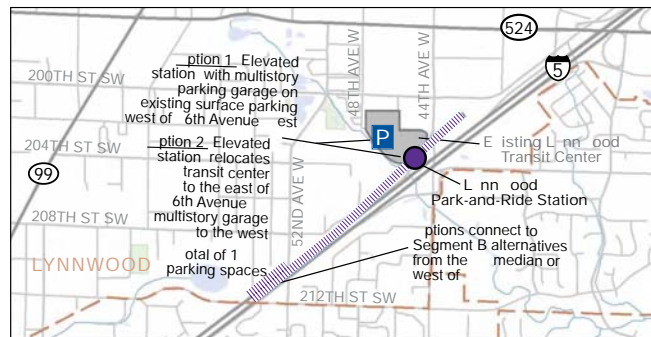 524
5
99
200TH ST SW
204TH ST SW
208TH ST SW
212TH ST SW
48TH AVE W
44TH AVE W
52ND AVE W
LYNNWOOD
ption 1 Elevated
station with multistory
parking garage on
existing surface parking
west of 6th Avenue est
ption 2 Elevated
station relocates
transit center
to the east of
6th Avenue
multistory garage
to the west
otal of 1
parking spaces
P
E isting L nn ood
Transit Center
L nn ood
Park-and-Ride Station
ptions connect to
Segment B alternatives
from the
west of median or